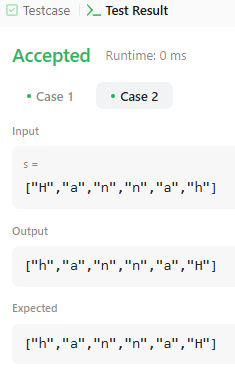 Testcase Test Result
Accepted Runtime: 0 ms
Case 1 Case 2
Input
s =
["H","a","n","n","a","h"]
Output
["h","a","n","n","a","H"]
Expected
["h","a","n","n","a","H"]